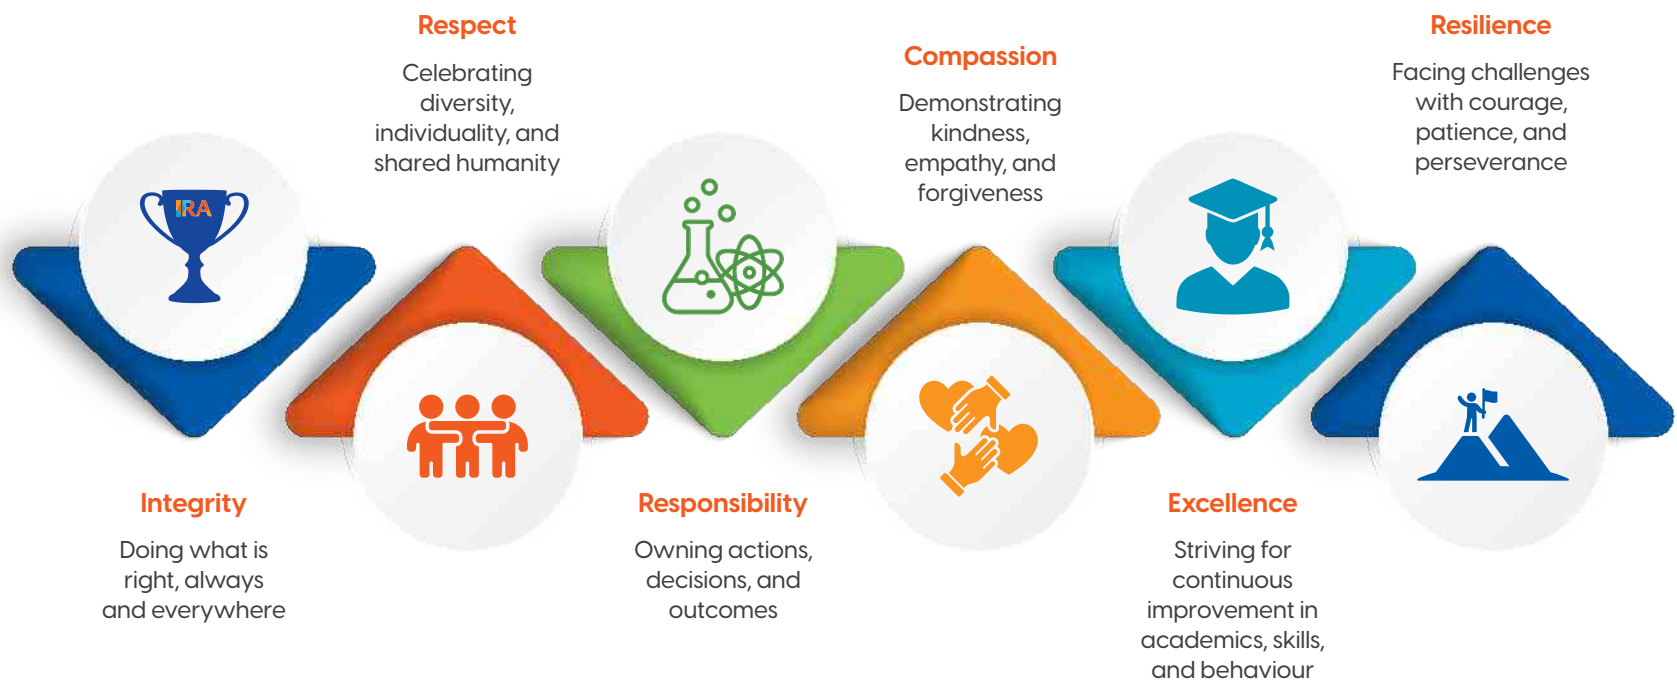 Respect
Celebrating
diversity,
individuality, and
shared humanity
Compassion
Demonstrating
kindness,
empathy, and
forgiveness
Resilience
Facing challenges
with courage,
patience, and
perseverance
IRA
Integrity
Doing what is
right, always
and everywhere
Responsibility
Owning actions,
decisions, and
outcomes
Excellence
Striving for
continuous
improvement in
academics, skills,
and behaviour